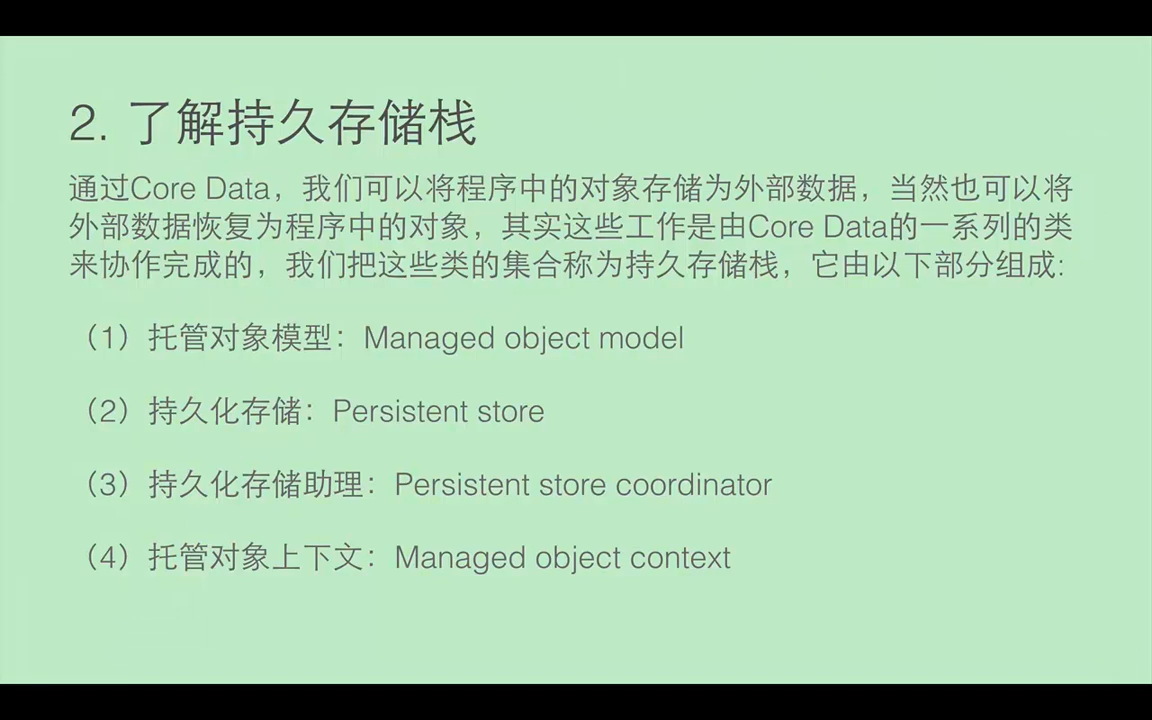 2. 了解持久存储栈
通过Core Data，我们可以将程序中的对象存储为外部数据，当然也可以将
外部数据恢复为程序中的对象，其实这些工作是由Core Data的一系列的类
来协作完成的，我们把这些类的集合称为持久存储栈，它由以下部分组成:
（1）托管对象模型：Managed object model
（2）持久化存储：Persistent store
（3）持久化存储助理：Persistent store coordinator
（4）托管对象上下文：Managed object context